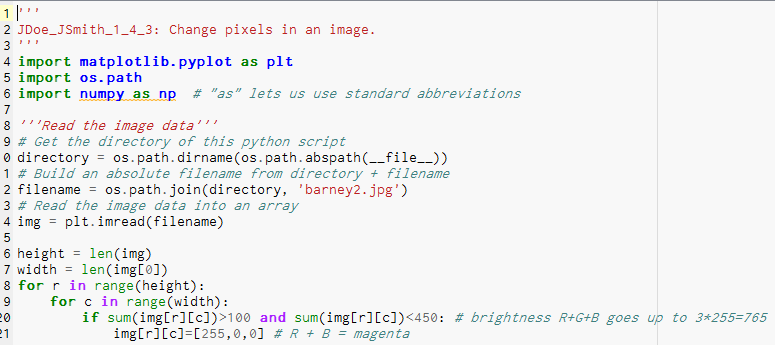 1 '''
2 JDoe_JSmith_1_4_3: Change pixels in an image.
3 '''
4 import matplotlib.pyplot as plt
5 import os.path
6 import numpy as np  # "as" lets us use standard abbreviations
7
8 '''Read the image data'''
9 # Get the directory of this python script
0 directory = os.path.dirname(os.path.abspath(__file__))
1 # Build an absolute filename from directory + filename
2 filename = os.path.join(directory, 'barney2.jpg')
3 # Read the image data into an array
4 img = plt.imread(filename)
5
6 height = len(img)
7 width = len(img[0])
8 for r in range(height):
9     for c in range(width):
20         if sum(img[r][c])>100 and sum(img[r][c])<450: # brightness R+G+B goes up to 3*255=765
21             img[r][c]=[255,0,0] # R + B = magenta